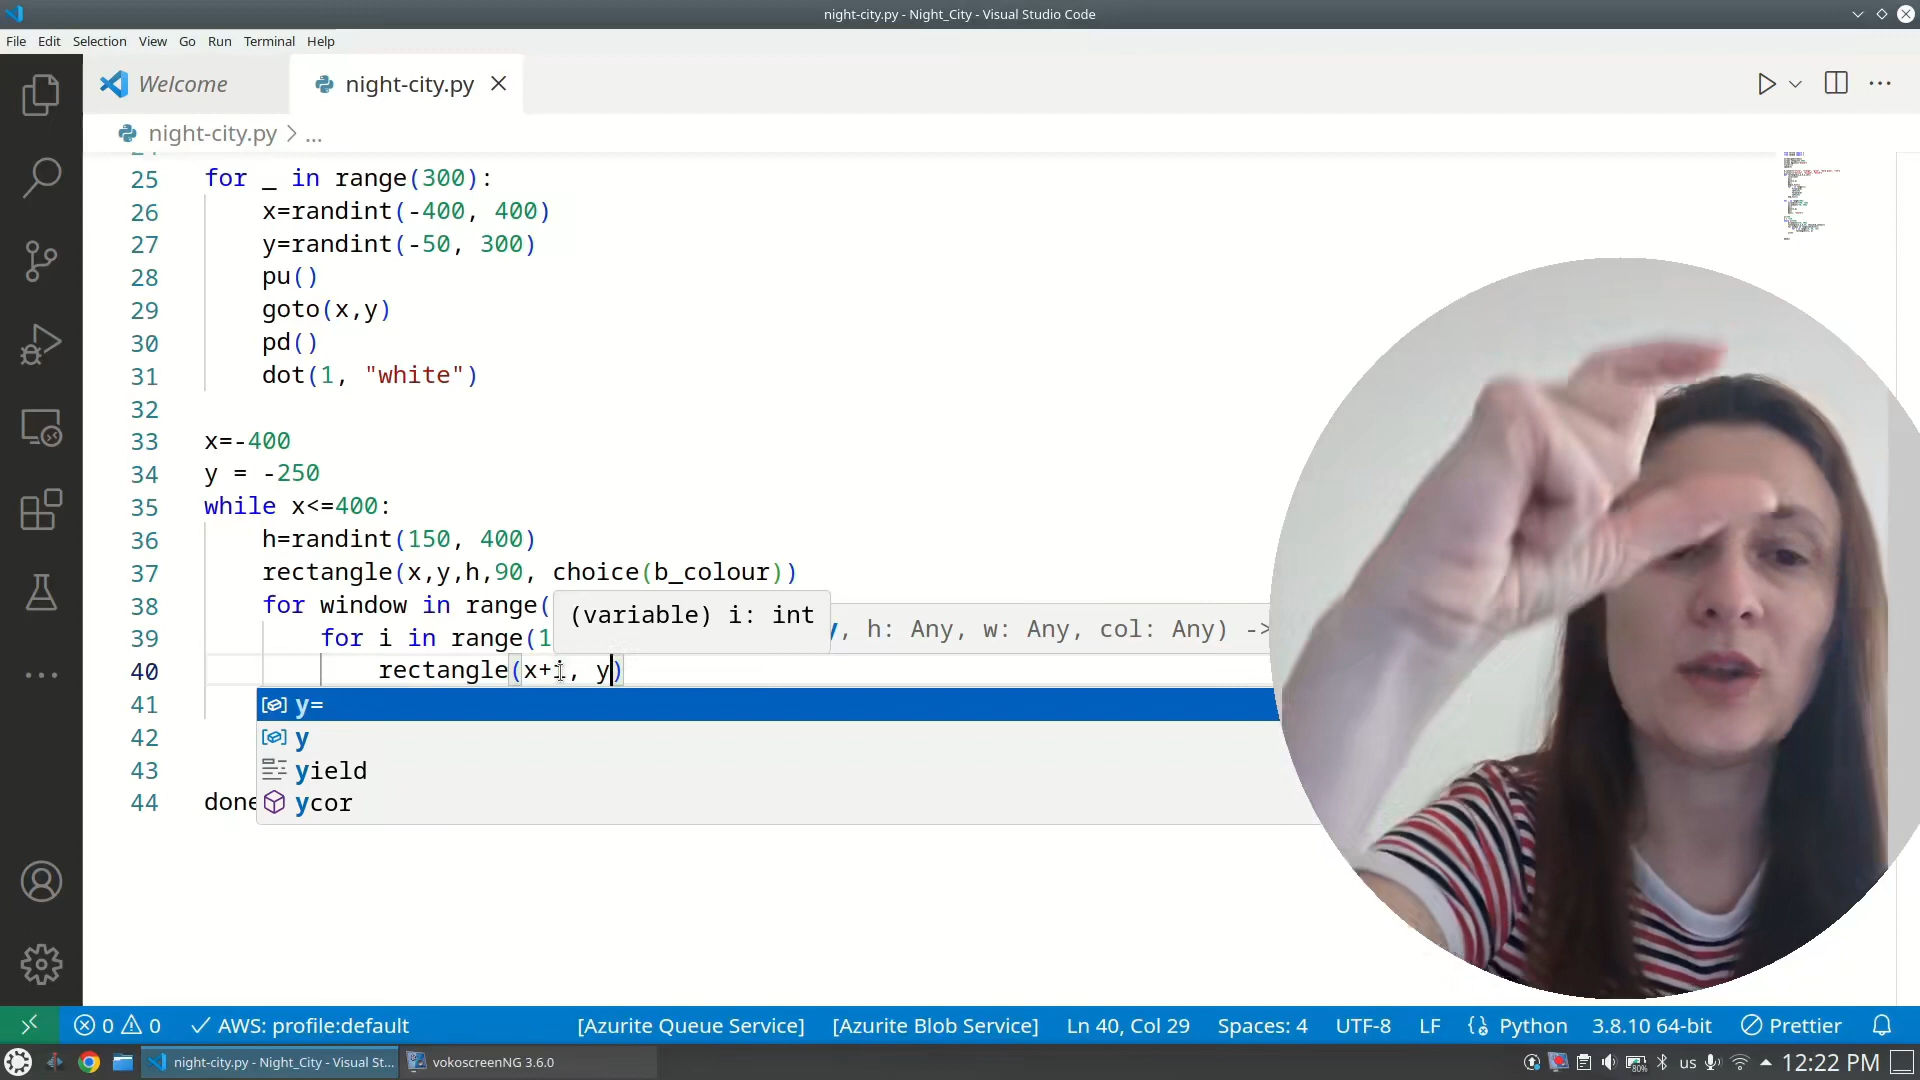 night-city.py - Night_City - Visual Studio Code
File Edit Selection View Go Run Terminal Help
Welcome
night-city.py
night-city.py > ...
25 for _ in range(300):
26 x=randint(-400, 400)
27 y=randint(-50, 300)
28 pu()
29 goto(x,y)
30 pd()
31 dot(1, "white")
32
33 x=-400
34 y = -250
35 while x<=400:
36 h=randint(150, 400)
37 rectangle(x,y,h,90, choice(b_colour))
38 for window in range(
(variable) i: int
, h: Any, w: Any, col: Any) ->
39 for i in range(1
40 rectangle(x+i, y)
41
y=
42
y
43
yield
44 done
ycor
0 0 AWS: profile:default [Azurite Queue Service] [Azurite Blob Service] Ln 40, Col 29 Spaces: 4 UTF-8 LF Python 3.8.10 64-bit Prettier
night-city.py - Night_City - Visual St... vokoscreenNG 3.6.0 80% us 12:22 PM